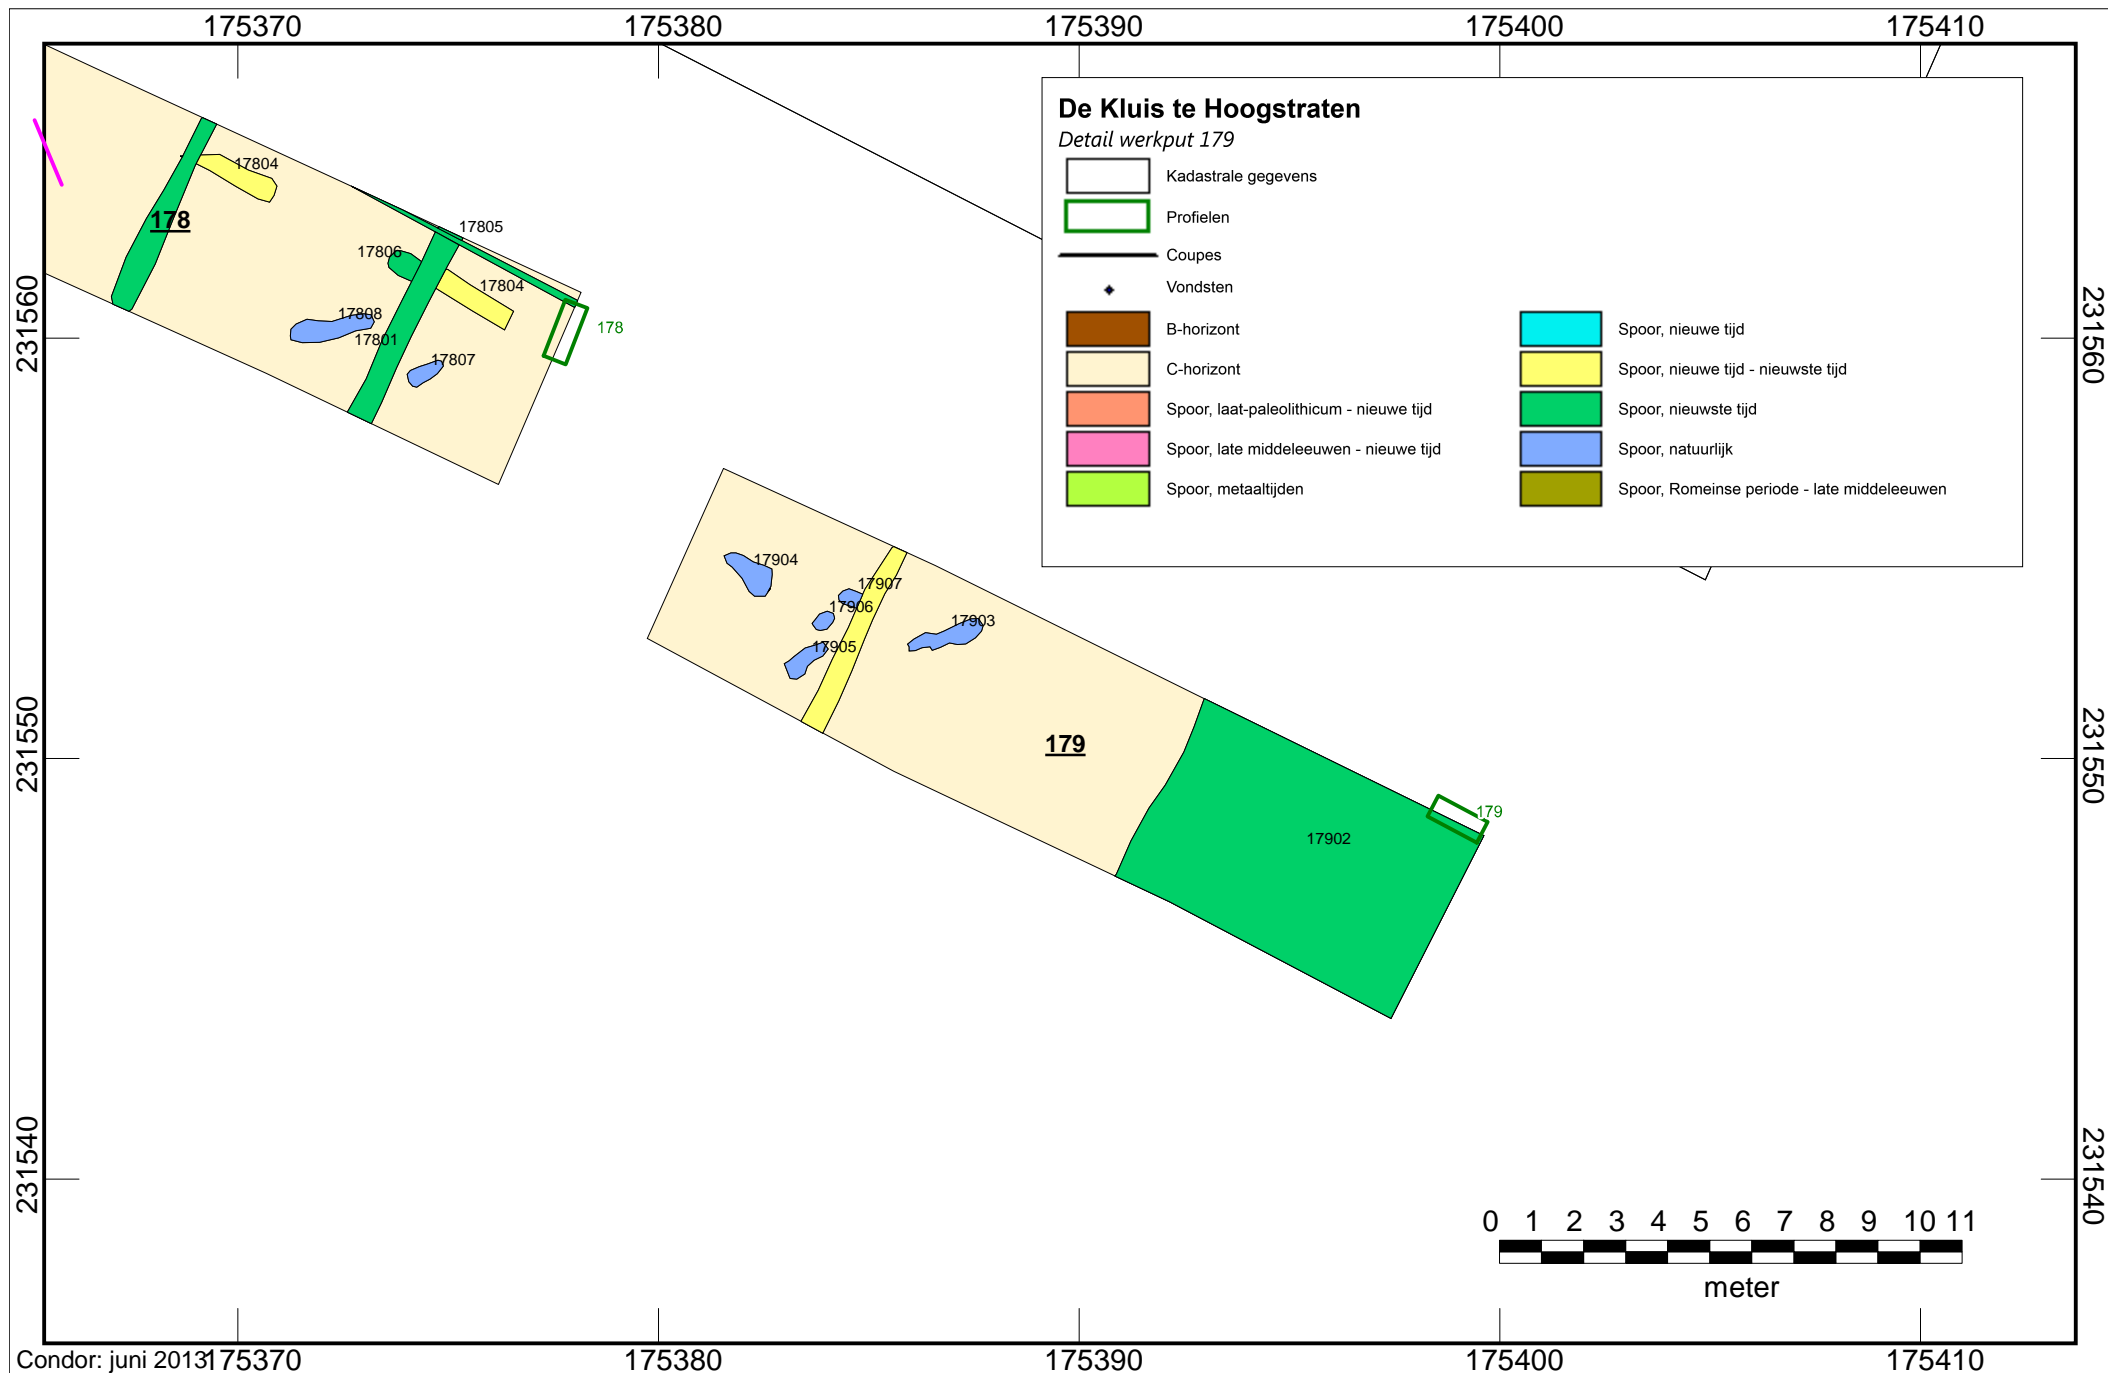 175370 175380 175390 175400 175410
De Kluis te Hoogstraten
Detail werkput 179
Kadastrale gegevens
Profielen
Coupes
Vondsten
B-horizont
C-horizont
Spoor, laat-paleolithicum - nieuwe tijd
Spoor, late middeleeuwen - nieuwe tijd
Spoor, metaaltijden
Spoor, nieuwe tijd
Spoor, nieuwe tijd - nieuwste tijd
Spoor, nieuwste tijd
Spoor, natuurlijk
Spoor, Romeinse periode - late middeleeuwen
17804
178
17805
17806
17804
17808
178
17801
17807
231560
231560
17904
17907
17906
17903
17905
179
231550
231550
179
17902
231540
231540
0 1 2 3 4 5 6 7 8 9 10 11
meter
Condor: juni 2013
175370 175380 175390 175400 175410